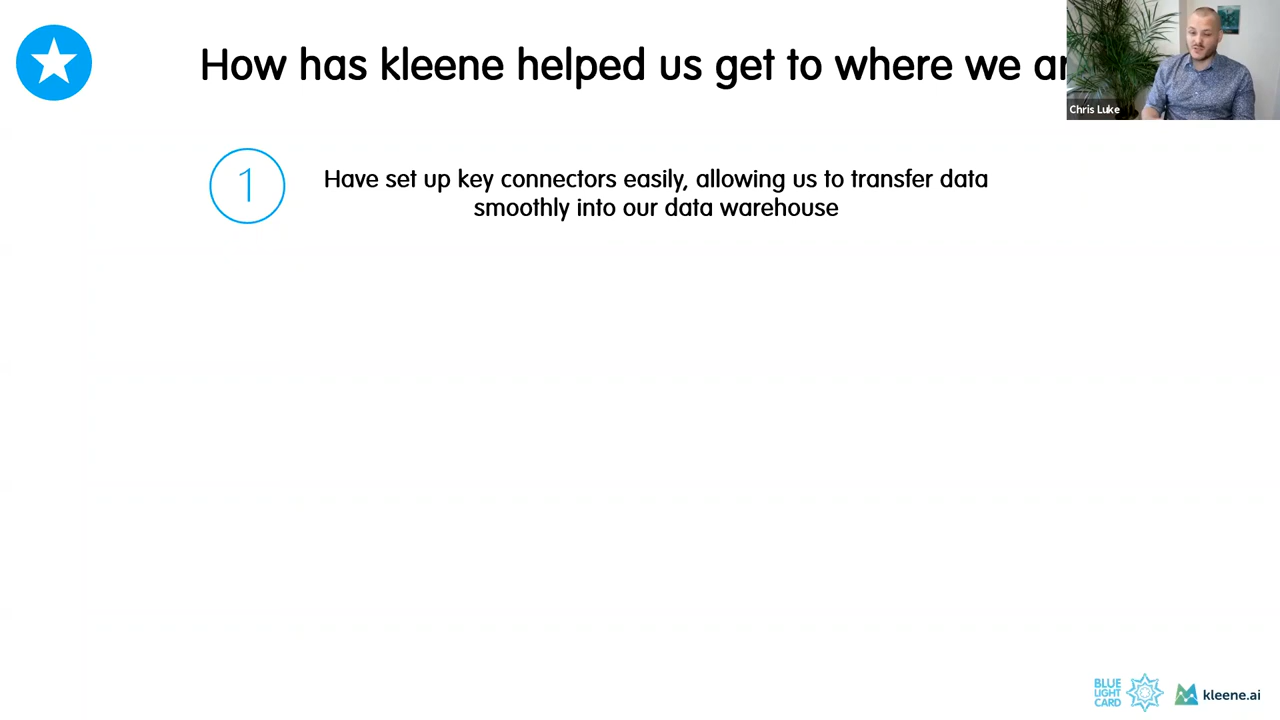 How has kleene helped us get to where we
Chris Luke
1
Have set up key connectors easily, allowing us to transfer data
smoothly into our data warehouse
BLUE
LIGHT
CARD
kleene.ai